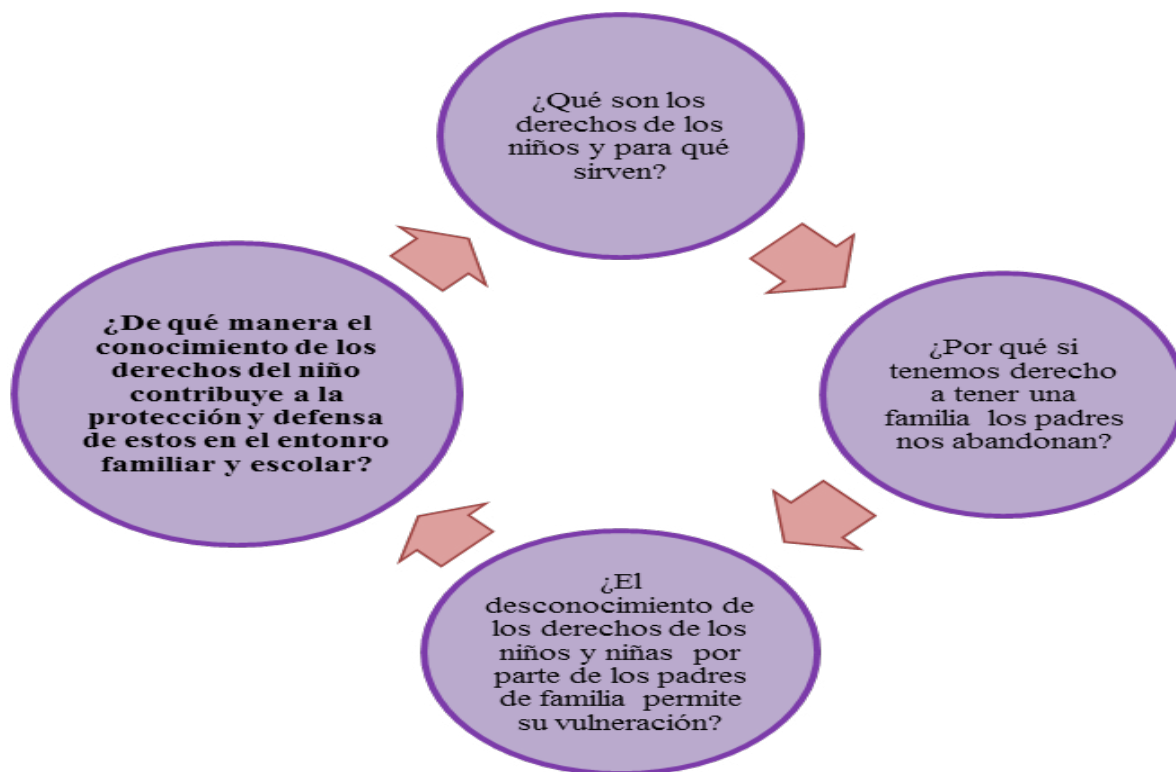 ¿Qué son los
derechos de los
niños y para qué
sirven?
¿Por qué si
tenemos derecho
a tener una
familia los padres
nos abandonan?
¿El
desconocimiento de
los derechos de los
niños y niñas por
parte de los padres
de familia permite
su vulneración?
¿De qué manera el
conocimiento de los
derechos del niño
contribuye a la
protección y defensa
de estos en el entonro
familiar y escolar?